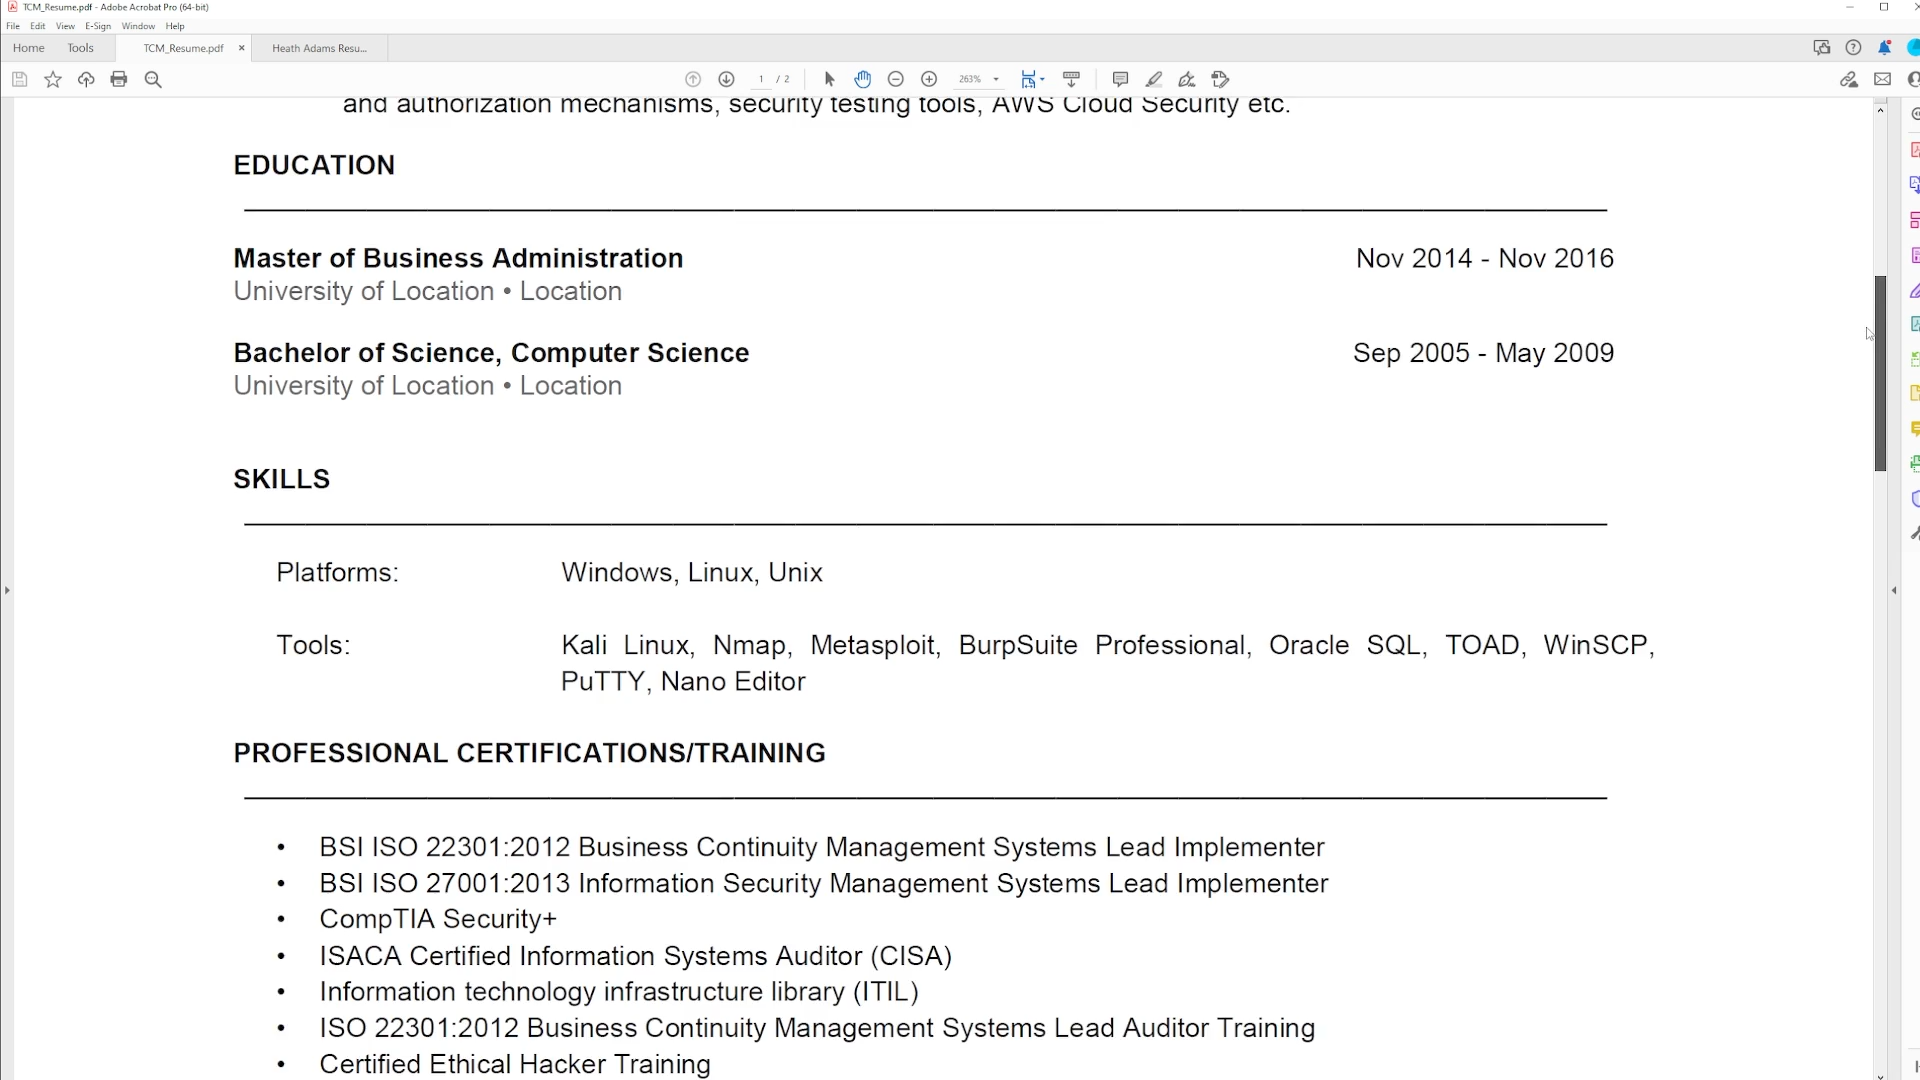 TCM_Resume.pdf - Adobe Acrobat Pro (64-bit)
File Edit View E-Sign Window Help
Home Tools TCM_Resume.pdf × Heath Adams Resu...
1 / 2 263%
and authorization mechanisms, security testing tools, AWS Cloud Security etc.
EDUCATION
Master of Business Administration Nov 2014 - Nov 2016
University of Location • Location
Bachelor of Science, Computer Science Sep 2005 - May 2009
University of Location • Location
SKILLS
Platforms: Windows, Linux, Unix
Tools: Kali Linux, Nmap, Metasploit, BurpSuite Professional, Oracle SQL, TOAD, WinSCP,
PuTTY, Nano Editor
PROFESSIONAL CERTIFICATIONS/TRAINING
• BSI ISO 22301:2012 Business Continuity Management Systems Lead Implementer
• BSI ISO 27001:2013 Information Security Management Systems Lead Implementer
• CompTIA Security+
• ISACA Certified Information Systems Auditor (CISA)
• Information technology infrastructure library (ITIL)
• ISO 22301:2012 Business Continuity Management Systems Lead Auditor Training
• Certified Ethical Hacker Training